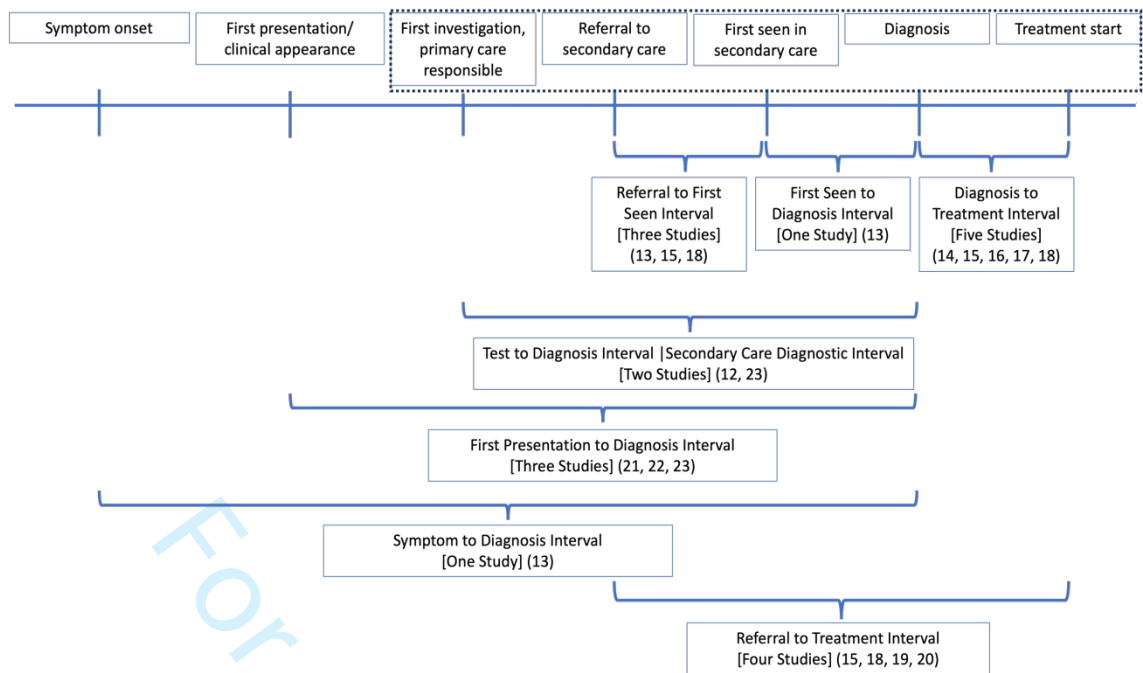 Symptom onset
First presentation/
clinical appearance
First investigation,
primary care
responsible
Referral to
secondary care
First seen in
secondary care
Diagnosis
Treatment start
Referral to First
Seen Interval
[Three Studies]
(13, 15, 18)
First Seen to
Diagnosis Interval
[One Study] (13)
Diagnosis to
Treatment Interval
[Five Studies]
(14, 15, 16, 17, 18)
Test to Diagnosis Interval |Secondary Care Diagnostic Interval
[Two Studies] (12, 23)
First Presentation to Diagnosis Interval
[Three Studies] (21, 22, 23)
Symptom to Diagnosis Interval
[One Study] (13)
Referral to Treatment Interval
[Four Studies] (15, 18, 19, 20)
For